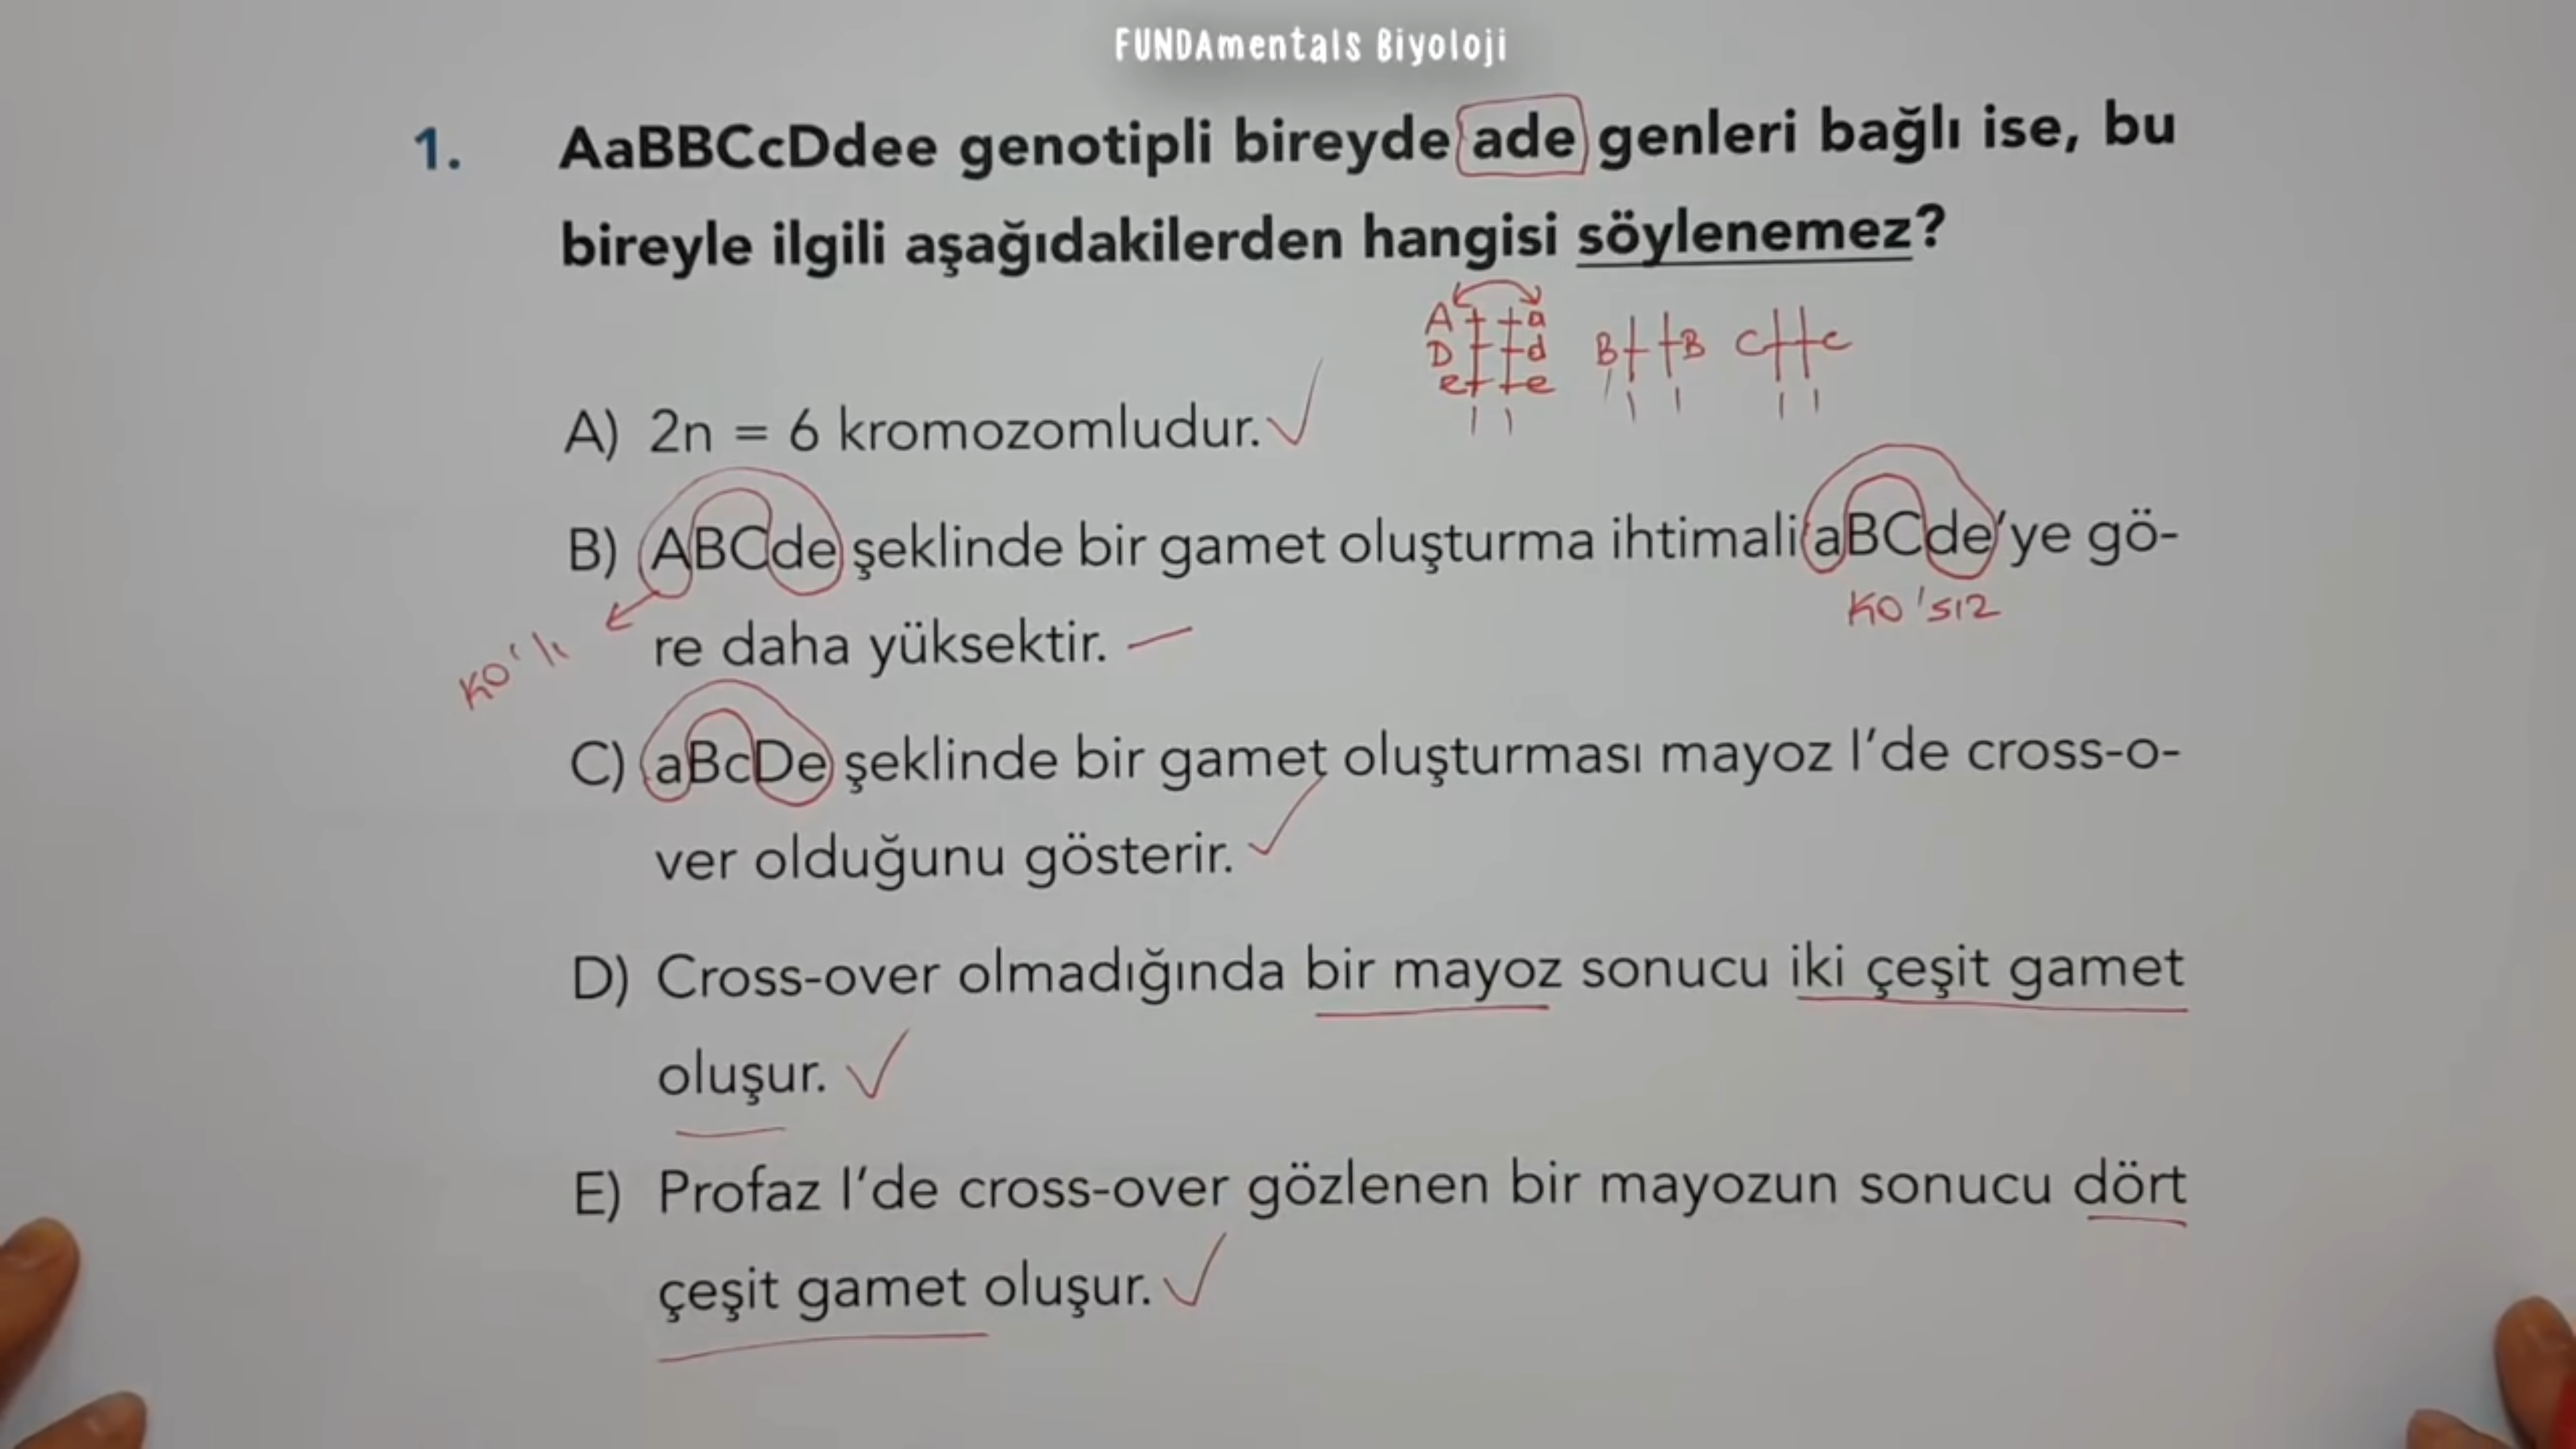 FUNDAmentals Biyoloji
1. AaBBCcDdee genotipli bireyde ade genleri bağlı ise, bu
bireyle ilgili aşağıdakilerden hangisi söylenemez?
A a B B C c
D d
e e
A) 2n = 6 kromozomludur.
B) ABCde şeklinde bir gamet oluşturma ihtimali aBCde'ye gö-
KO'sız
re daha yüksektir.
KO'lı
C) aBcDe şeklinde bir gamet oluşturması mayoz I'de cross-o-
ver olduğunu gösterir.
D) Cross-over olmadığında bir mayoz sonucu iki çeşit gamet
oluşur.
E) Profaz I'de cross-over gözlenen bir mayozun sonucu dört
çeşit gamet oluşur.